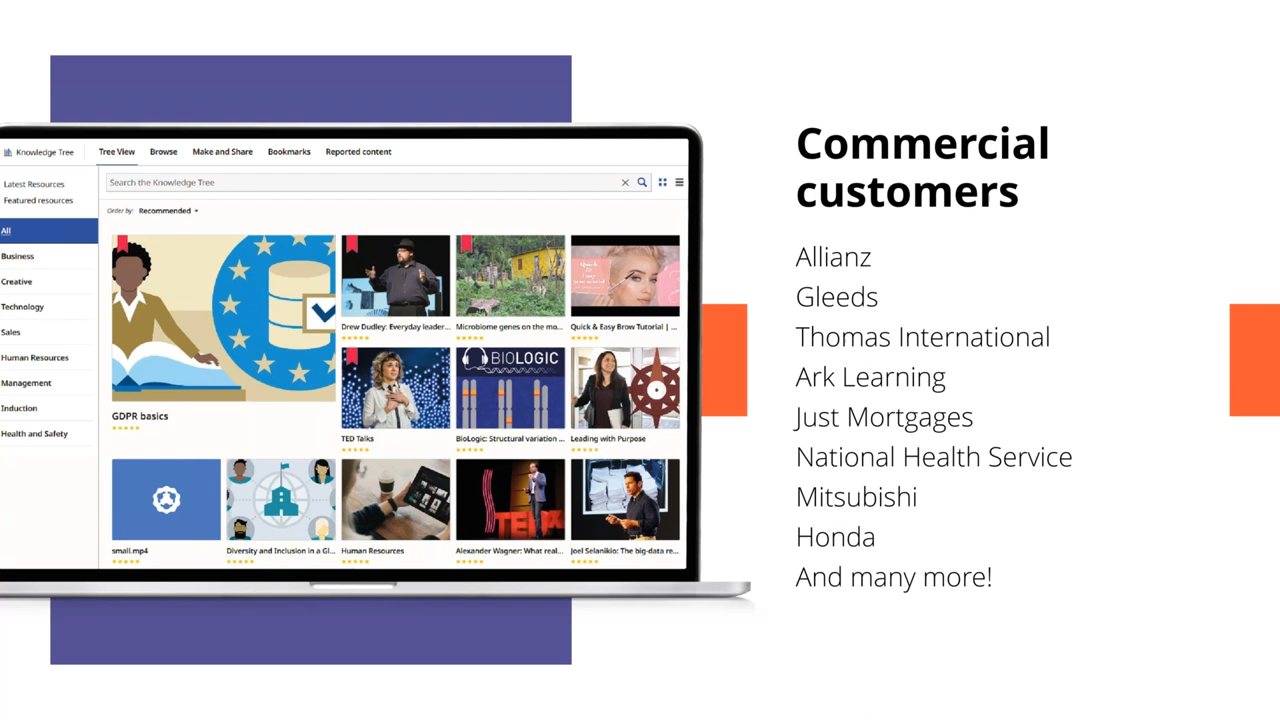 Knowledge Tree
Tree View
Browse
Make and Share
Bookmarks
Reported content
Latest Resources
Featured resources
All
Business
Creative
Technology
Sales
Human Resources
Management
Induction
Health and Safety
Search the Knowledge Tree
Order by: Recommended
GDPR basics
Drew Dudley: Everyday leader...
Microbiome genes on the mo...
Quick & Easy Brow Tutorial | ...
BIOLOGIC
TED Talks
BioLogic: Structural variation ...
Leading with Purpose
TEDx
small.mp4
Diversity and Inclusion in a Gl...
Human Resources
Alexander Wagner: What real...
Joel Selanikio: The big-data re...
Commercial
customers
Allianz
Gleeds
Thomas International
Ark Learning
Just Mortgages
National Health Service
Mitsubishi
Honda
And many more!